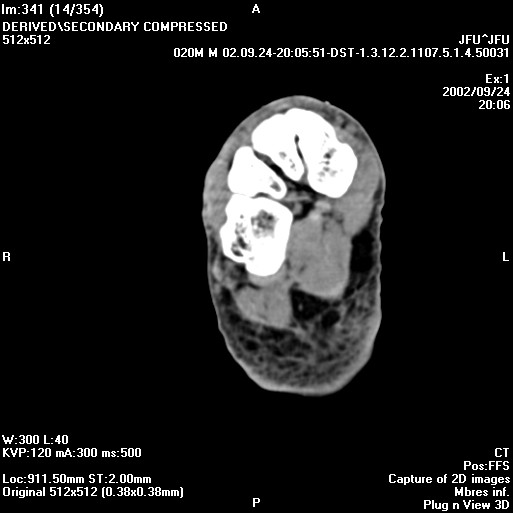 Im:341 (14/354)
A
DERIVED\SECONDARY COMPRESSED
512x512
JFU^JFU
020M M 02.09.24-20:05:51-DST-1.3.12.2.1107.5.1.4.50031
Ex:1
2002/09/24
20:06
R
L
W:300 L:40
KVP:120 mA:300 ms:500
CT
Pos:FFS
Loc:911.50mm ST:2.00mm
Capture of 2D images
Original 512x512 (0.38x0.38mm)
Mbres inf.
P
Plug n View 3D